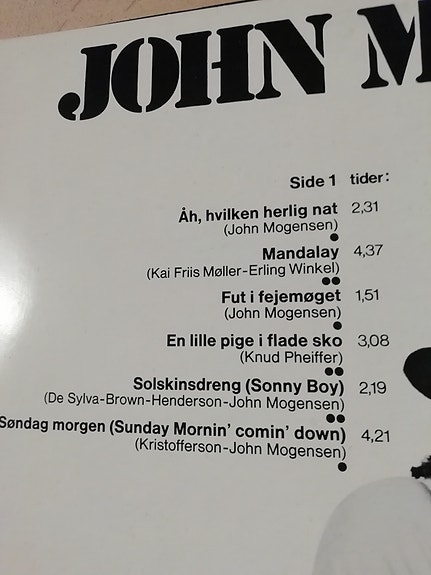 JOHN M
Side 1 tider:
Åh, hvilken herlig nat 2,31
(John Mogensen)
Mandalay 4,37
(Kai Friis Møller-Erling Winkel)
Fut i fejemøget 1,51
(John Mogensen)
En lille pige i flade sko 3,08
(Knud Pheiffer)
Solskinsdreng (Sonny Boy) 2,19
(De Sylva-Brown-Henderson-John Mogensen)
Søndag morgen (Sunday Mornin' comin' down) 4,21
(Kristofferson-John Mogensen)